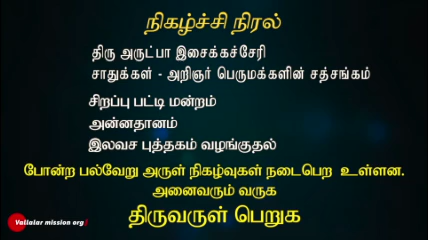 நிகழ்ச்சி நிரல்
திரு அருட்பா இசைக்கச்சேரி
சாதுக்கள் - அறிஞர் பெருமக்களின் சத்சங்கம்
சிறப்பு பட்டி மன்றம்
அன்னதானம்
இலவச புத்தகம் வழங்குதல்
போன்ற பல்வேறு அருள் நிகழ்வுகள் நடைபெற உள்ளன.
அனைவரும் வருக
திருவருள் பெறுக
Vallalar mission org